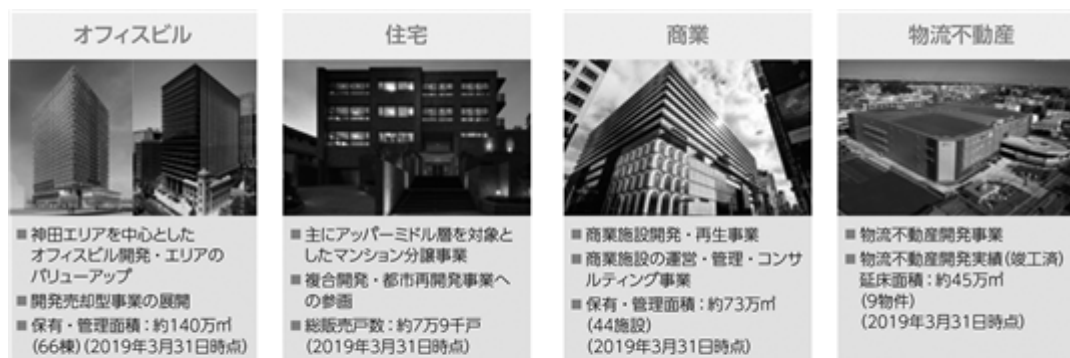 オフィスビル
■ 神田エリアを中心とした
オフィスビル開発・エリアの
バリューアップ
■ 開発売却型事業の展開
■ 保有・管理面積：約140万㎡
(66棟)(2019年3月31日時点)
住宅
■ 主にアッパーミドル層を対象と
したマンション分譲事業
■ 複合開発・都市再開発事業へ
の参画
■ 総販売戸数：約7万9千戸
(2019年3月31日時点)
商業
■ 商業施設開発・再生事業
■ 商業施設の運営・管理・コンサ
ルティング事業
■ 保有・管理面積：約73万㎡
(44施設)
(2019年3月31日時点)
物流不動産
■ 物流不動産開発事業
■ 物流不動産開発実績(竣工済)
延床面積：約45万㎡
(9物件)
(2019年3月31日時点)